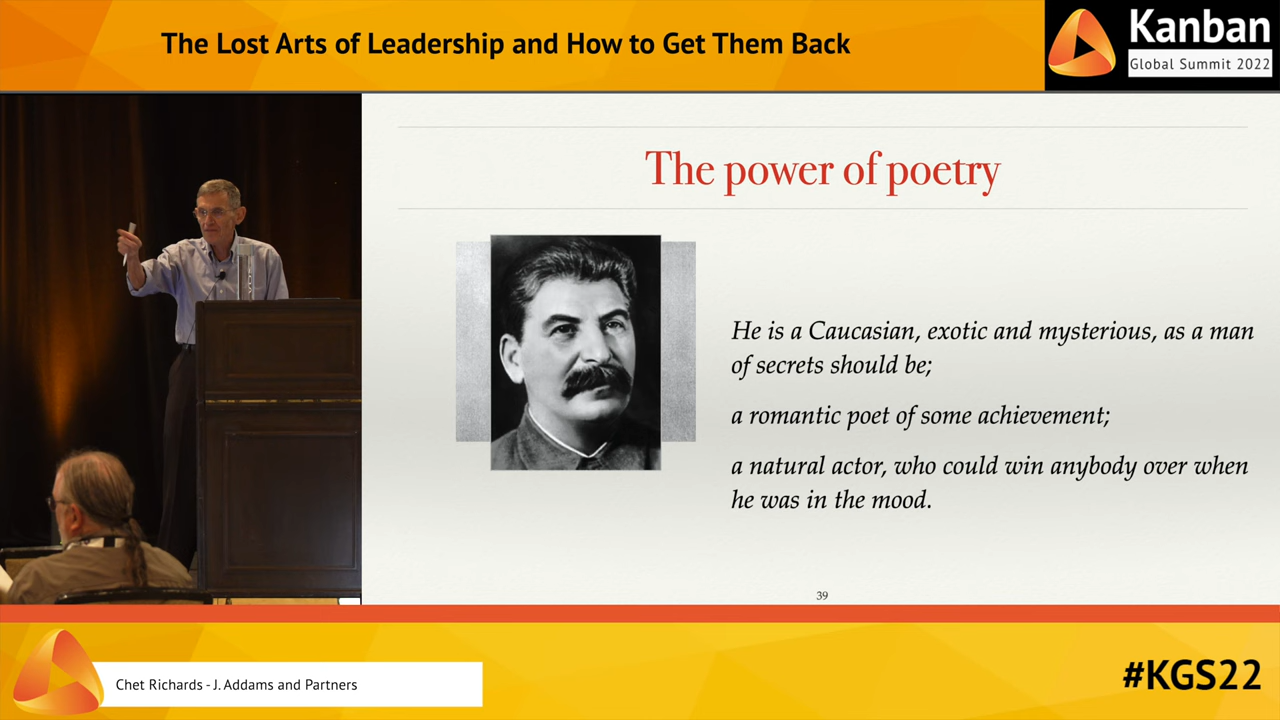 The Lost Arts of Leadership and How to Get Them Back
Kanban
Global Summit 2022
The power of poetry
He is a Caucasian, exotic and mysterious, as a man
of secrets should be;
a romantic poet of some achievement;
a natural actor, who could win anybody over when
he was in the mood.
39
Chet Richards - J. Addams and Partners
#KGS22